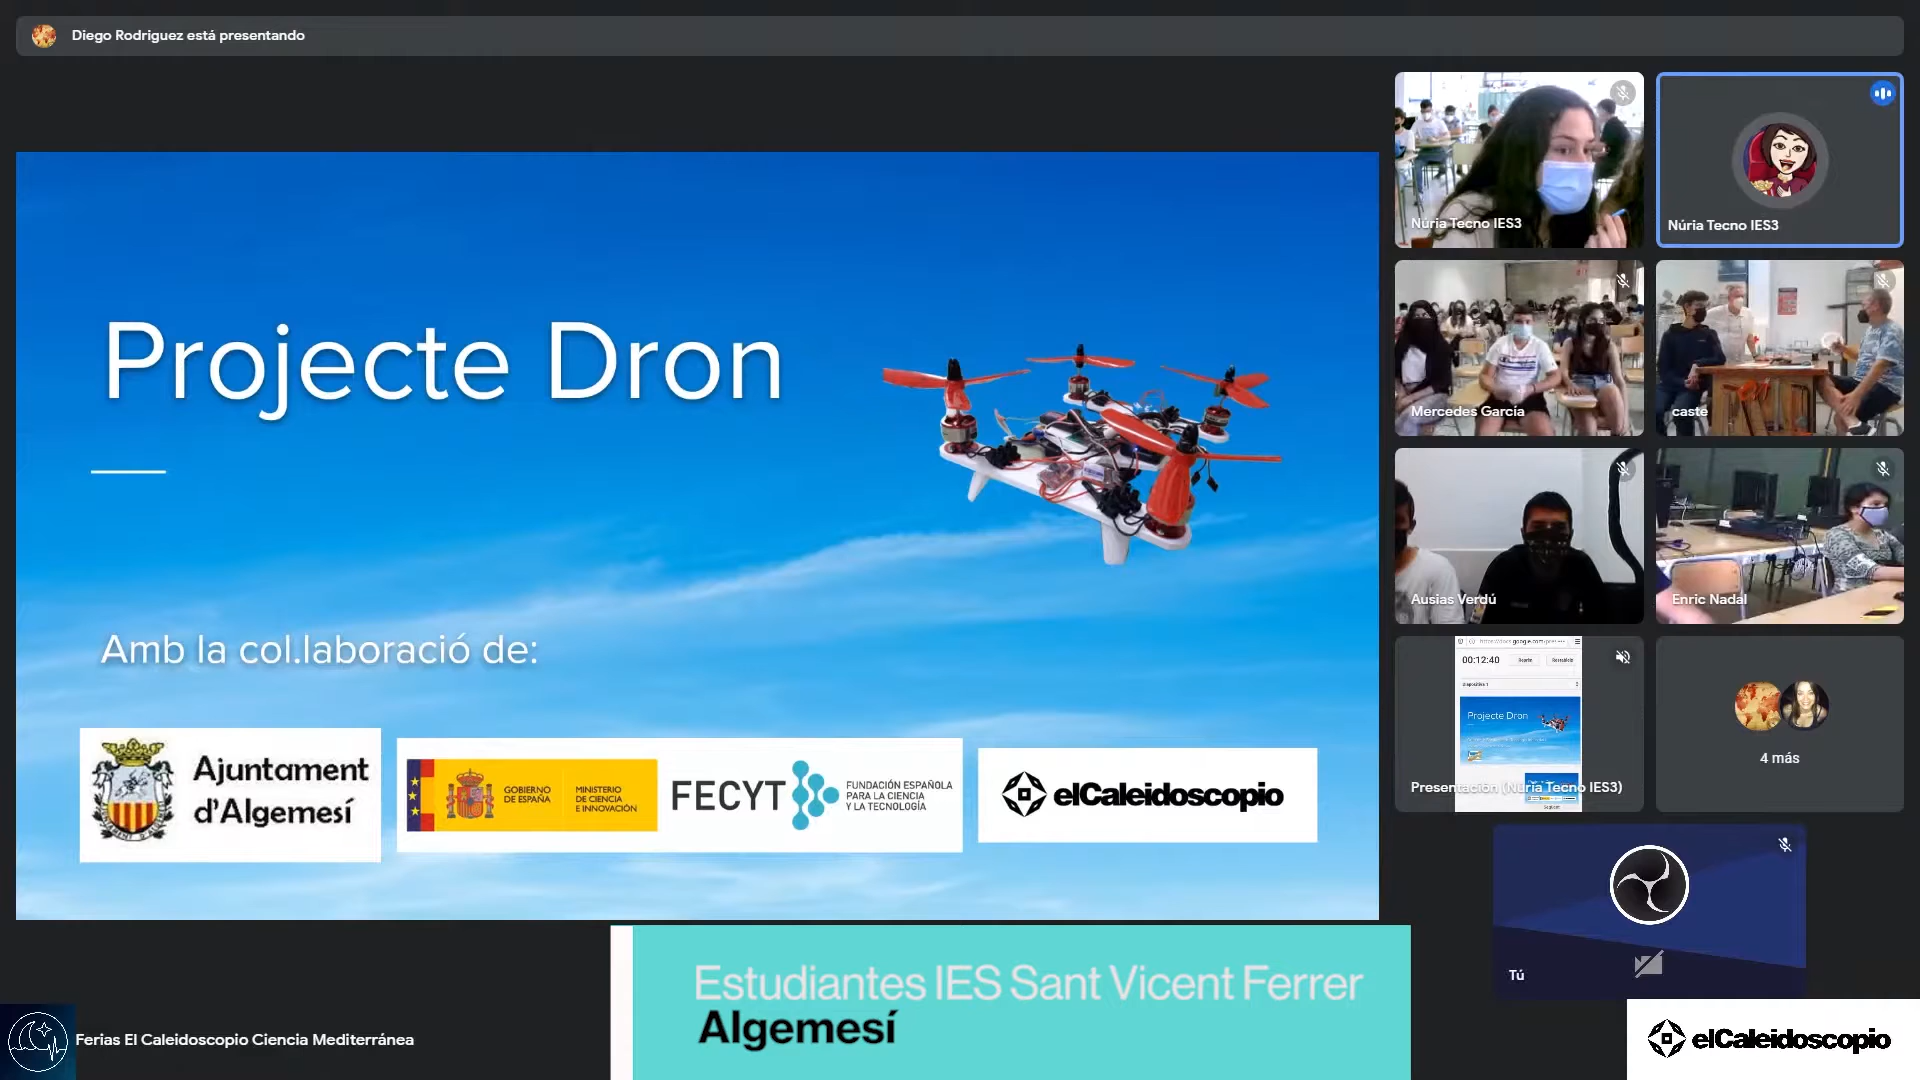 Diego Rodriguez está presentando
Projecte Dron
Amb la col.laboració de:
Ajuntament
d'Algemesí
GOBIERNO
DE ESPAÑA
MINISTERIO
DE CIENCIA
E INNOVACIÓN
FECYT
FUNDACIÓN ESPAÑOLA
PARA LA CIENCIA
Y LA TECNOLOGÍA
elCaleidoscopio
Núria Tecno IES3
Núria Tecno IES3
Mercedes García
caste
Ausias Verdú
Enric Nadal
00:12:40
Projecte Dron
Presentación (Núria Tecno IES3)
4 más
Tú
Estudiantes IES Sant Vicent Ferrer
Algemesí
Ferias El Caleidoscopio Ciencia Mediterránea
elCaleidoscopio